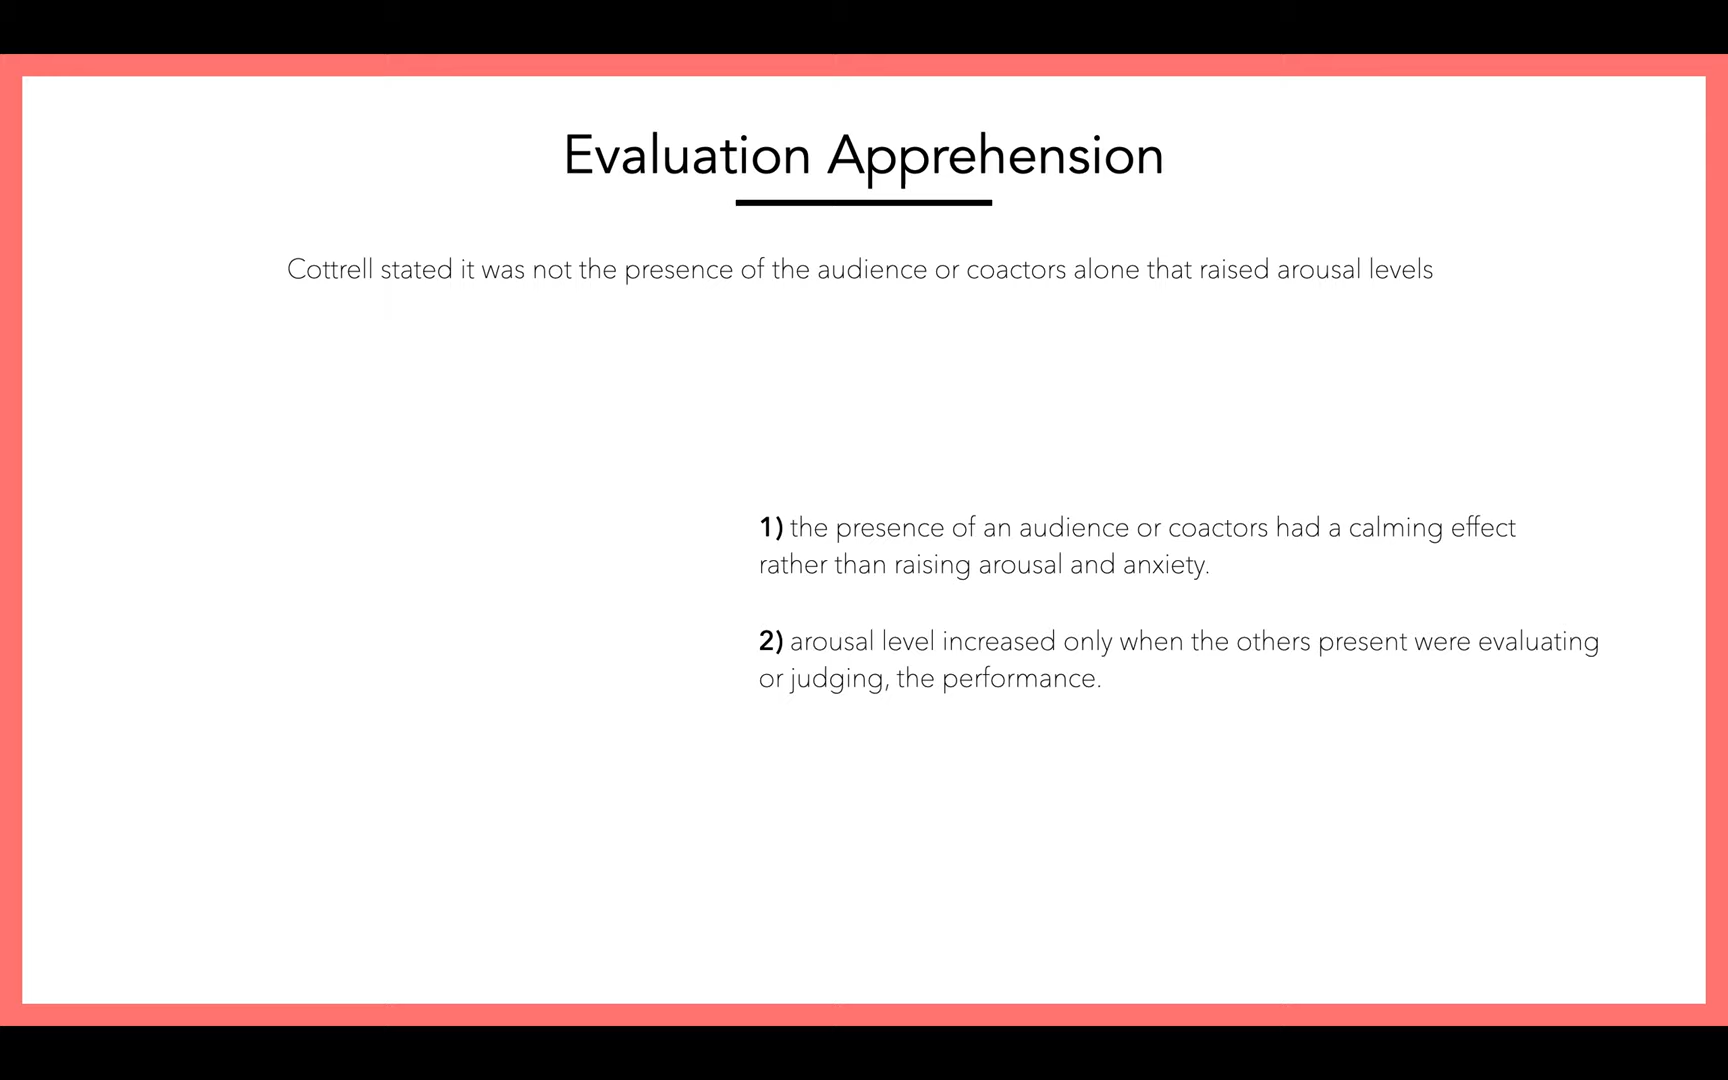 Evaluation Apprehension
Cottrell stated it was not the presence of the audience or coactors alone that raised arousal levels
1) the presence of an audience or coactors had a calming effect
rather than raising arousal and anxiety.
2) arousal level increased only when the others present were evaluating
or judging, the performance.